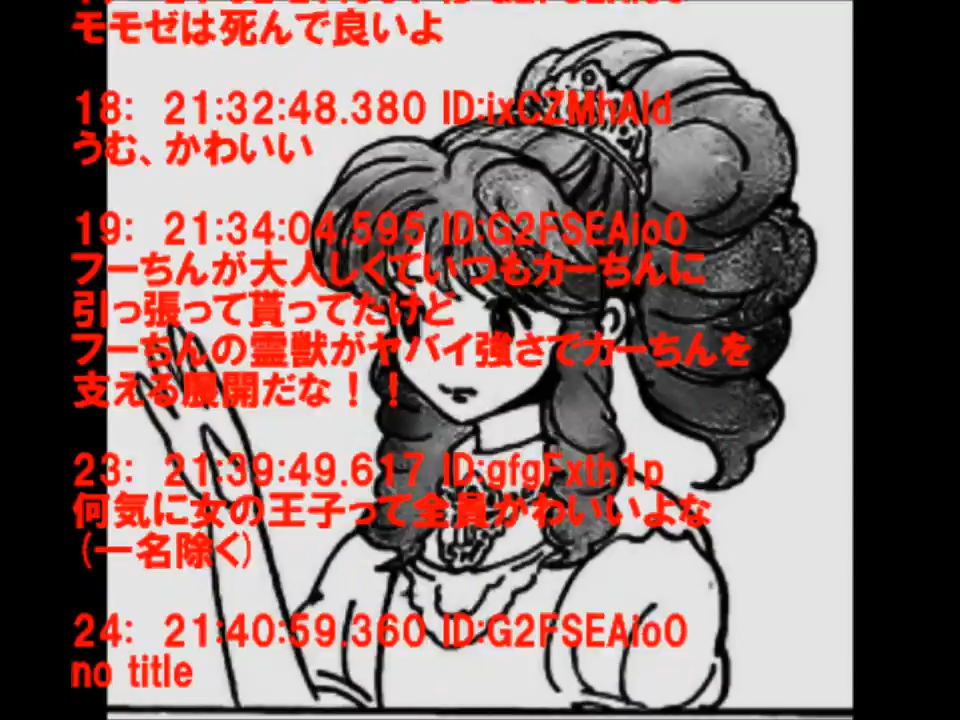 モモゼは死んで良いよ
18: 21:32:48.380 ID:ixCZMhAld
うむ、かわいい
19: 21:34:04.595 ID:G2FSEAio0
フーちんが大人しくていつもカーちんに
引っ張って貰ってたけど
フーちんの霊獣がヤバイ強さでカーちんを
支える展開だな！！
23: 21:39:49.617 ID:gfgFxth1p
何気に女の王子って全員かわいいよな
(一名除く)
24: 21:40:59.360 ID:G2FSEAio0
no title